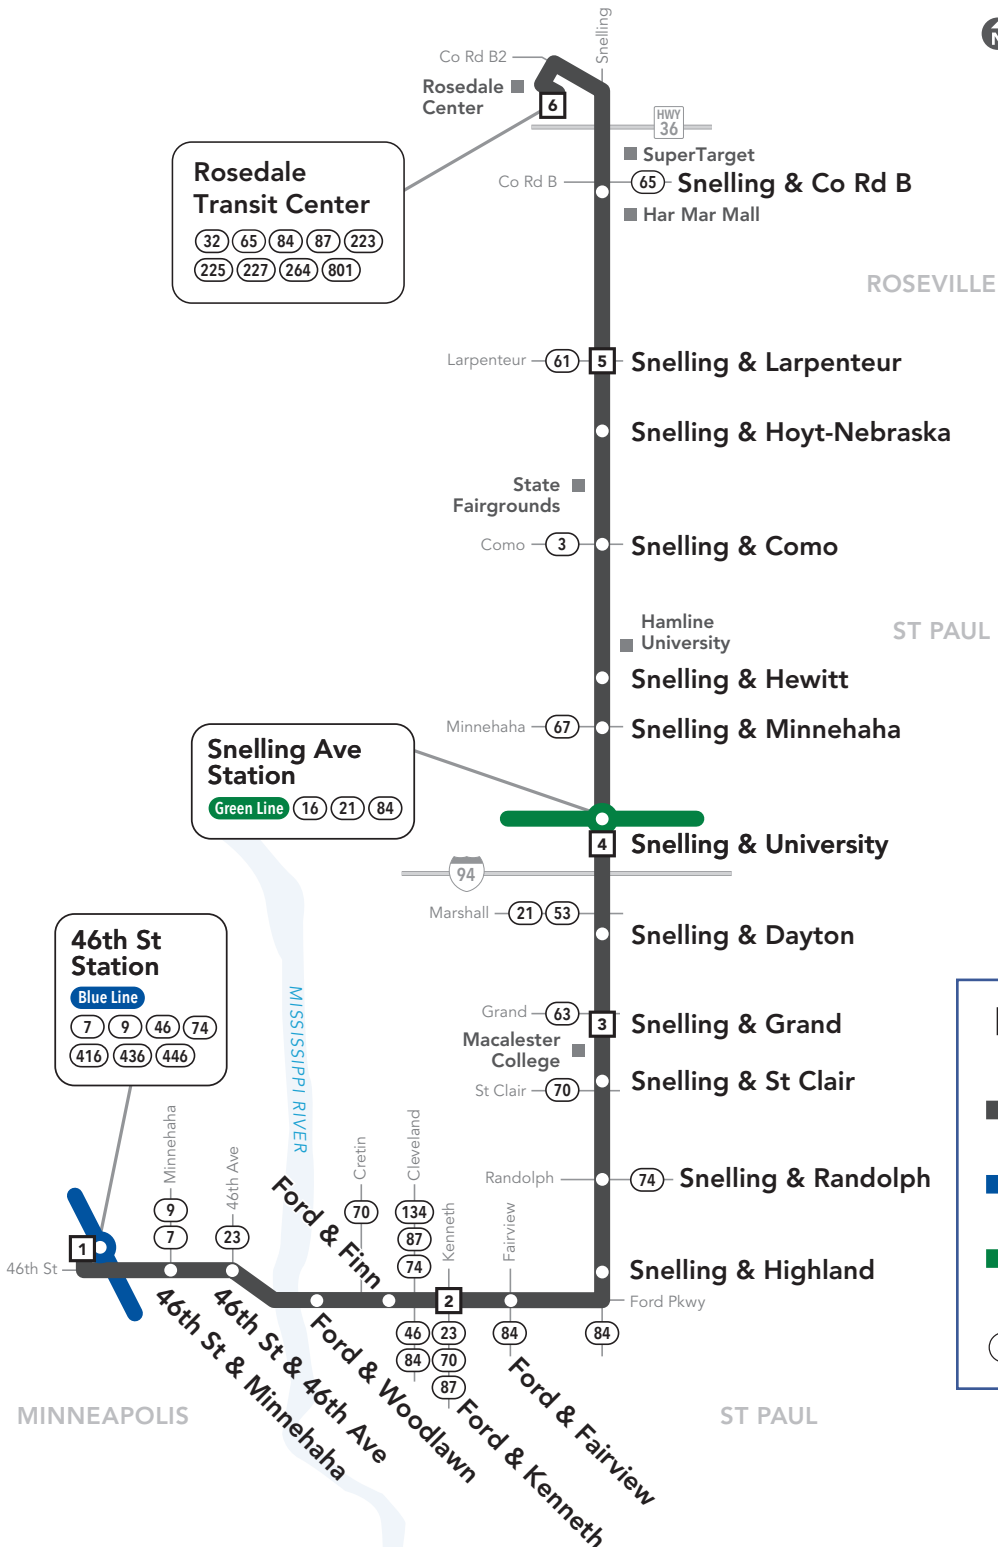 Snelling
Co Rd B2
N
Rosedale
Center
6
HWY
36
SuperTarget
Rosedale
Transit Center
32 65 84 87 223
225 227 264 801
Co Rd B
65 Snelling & Co Rd B
Har Mar Mall
ROSEVILLE
Larpenteur 61 5 Snelling & Larpenteur
Snelling & Hoyt-Nebraska
State
Fairgrounds
Como 3 Snelling & Como
Hamline
University
ST PAUL
Snelling & Hewitt
Minnehaha 67 Snelling & Minnehaha
Snelling Ave
Station
Green Line 16 21 84
4 Snelling & University
94
Marshall 21 53
Snelling & Dayton
46th St
Station
Blue Line
7 9 46 74
416 436 446
MISSISSIPPI RIVER
Grand 63 3 Snelling & Grand
Macalester
College
Snelling & St Clair
St Clair 70
Randolph 74 Snelling & Randolph
Minnehaha
9
7
46th Ave
23
Cretin
70
Cleveland
134
87
74
Kenneth
Fairview
Ford & Finn
1
46th St
2
Snelling & Highland
Ford Pkwy
46
84
23
70
87
84
84
46th St & Minnehaha
46th St & 46th Ave
Ford & Woodlawn
Ford & Kenneth
Ford & Fairview
MINNEAPOLIS
ST PAUL